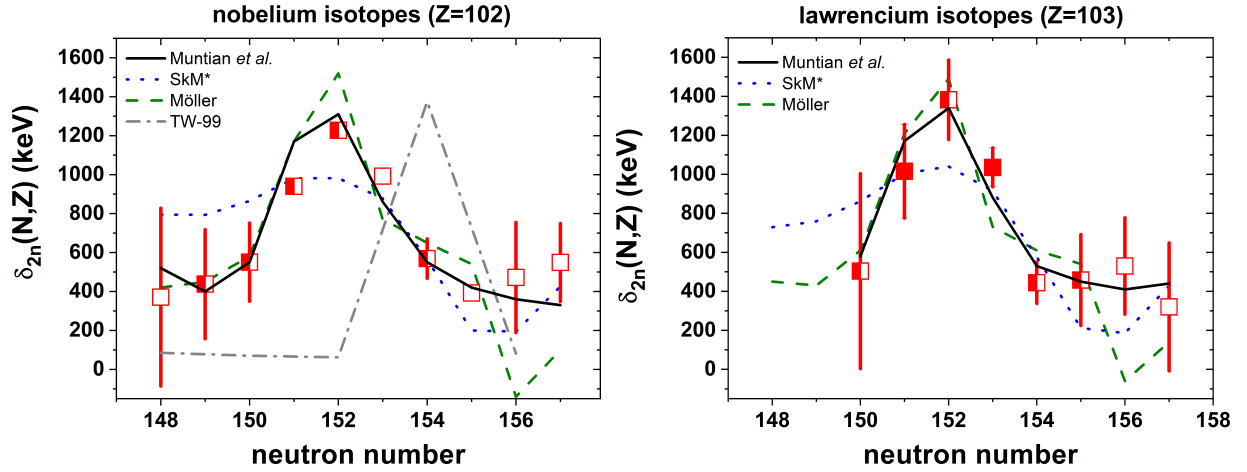 nobelium isotopes (Z=102)
1600
1400
1200
1000
800
600
400
200
0
δ2n(N,Z) (keV)
Muntian et al.
SkM*
Möller
TW-99
148
150
152
154
156
neutron number
lawrencium isotopes (Z=103)
1600
1400
1200
1000
800
600
400
200
0
δ2n(N,Z) (keV)
Muntian et al.
SkM*
Möller
148
150
152
154
156
158
neutron number